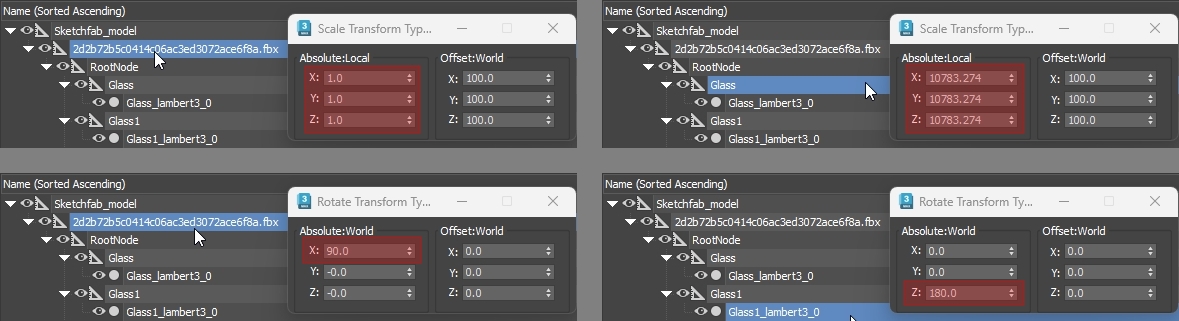 Name (Sorted Ascending)
Sketchfab_model
2d2b72b5c0414c06ac3ed3072ace6f8a.fbx
RootNode
Glass
Glass_lambert3_0
Glass1
Glass1_lambert3_0
3 Scale Transform Typ...
Absolute:Local
X: 1.0
Y: 1.0
Z: 1.0
Offset:World
X: 100.0
Y: 100.0
Z: 100.0
Name (Sorted Ascending)
Sketchfab_model
2d2b72b5c0414c06ac3ed3072ace6f8a.fbx
RootNode
Glass
Glass_lambert3_0
Glass1
Glass1_lambert3_0
3 Scale Transform Typ...
Absolute:Local
X: 10783.274
Y: 10783.274
Z: 10783.274
Offset:World
X: 100.0
Y: 100.0
Z: 100.0
Name (Sorted Ascending)
Sketchfab_model
2d2b72b5c0414c06ac3ed3072ace6f8a.fbx
RootNode
Glass
Glass_lambert3_0
Glass1
Glass1_lambert3_0
3 Rotate Transform Ty...
Absolute:World
X: 90.0
Y: -0.0
Z: -0.0
Offset:World
X: 0.0
Y: 0.0
Z: 0.0
Name (Sorted Ascending)
Sketchfab_model
2d2b72b5c0414c06ac3ed3072ace6f8a.fbx
RootNode
Glass
Glass_lambert3_0
Glass1
Glass1_lambert3_0
3 Rotate Transform Ty...
Absolute:World
X: 0.0
Y: 0.0
Z: 180.0
Offset:World
X: 0.0
Y: 0.0
Z: 0.0